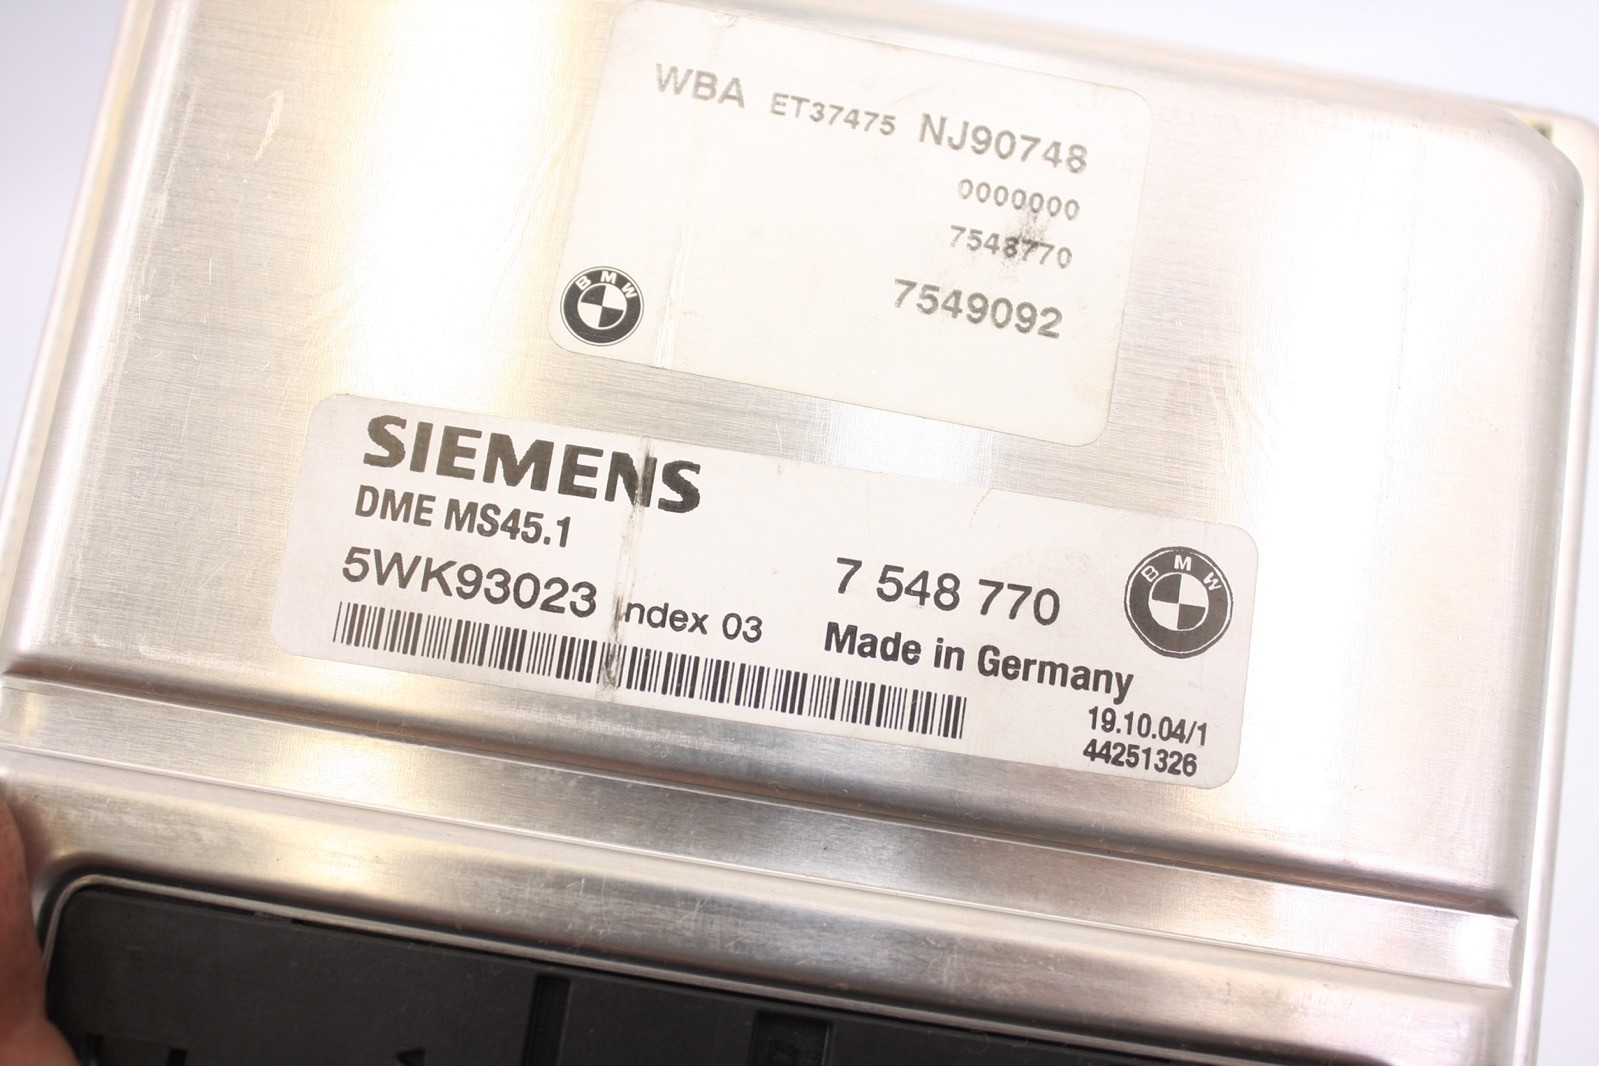 WBA ET37475 NJ90748
0000000
7548770
7549092
BMW
SIEMENS
DME MS45.1
5WK93023 Index 03
7 548 770
BMW
Made in Germany
19.10.04/1
44251326